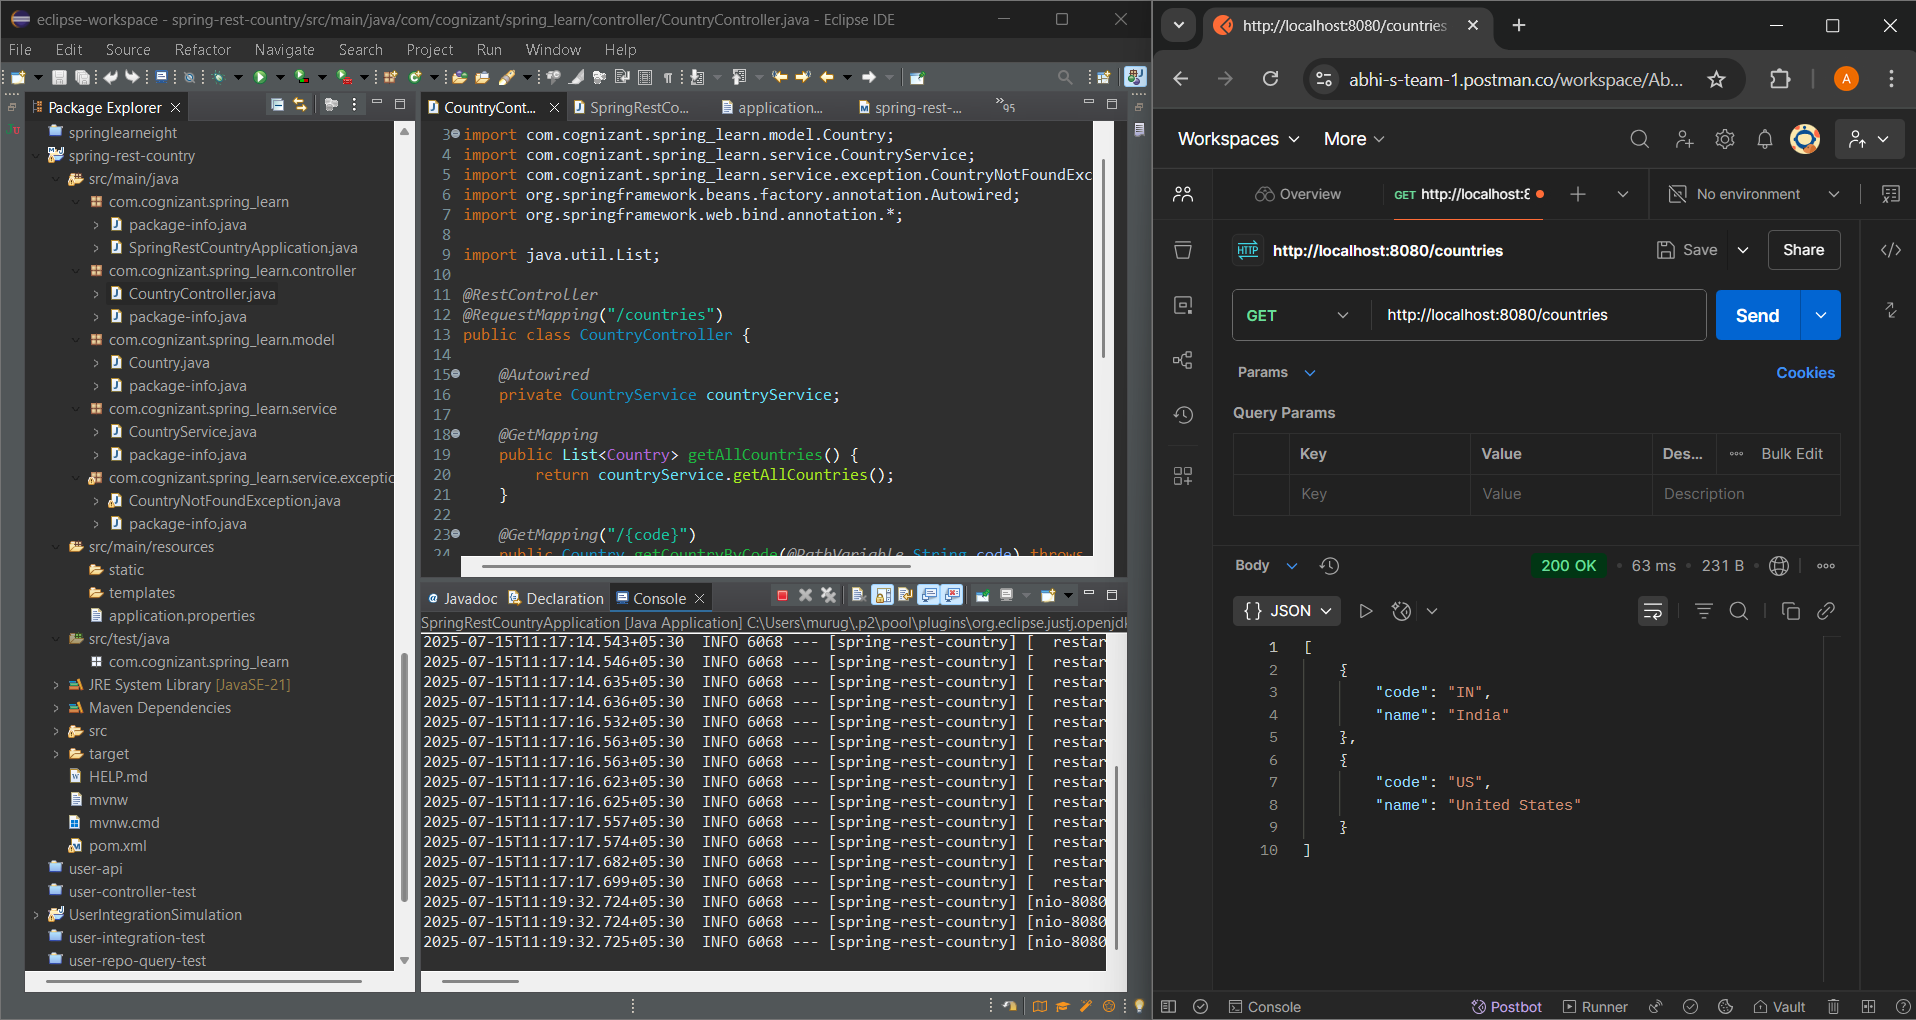 eclipse-workspace - spring-rest-country/src/main/java/com/cognizant/spring_learn/controller/CountryController.java - Eclipse IDE
File Edit Source Refactor Navigate Search Project Run Window Help
Package Explorer
springlearneight
spring-rest-country
src/main/java
com.cognizant.spring_learn
package-info.java
SpringRestCountryApplication.java
com.cognizant.spring_learn.controller
CountryController.java
package-info.java
com.cognizant.spring_learn.model
Country.java
package-info.java
com.cognizant.spring_learn.service
CountryService.java
package-info.java
com.cognizant.spring_learn.service.exceptic
CountryNotFoundException.java
package-info.java
src/main/resources
static
templates
application.properties
src/test/java
com.cognizant.spring_learn
JRE System Library [JavaSE-21]
Maven Dependencies
src
target
HELP.md
mvnw
mvnw.cmd
pom.xml
user-api
user-controller-test
UserIntegrationSimulation
user-integration-test
user-repo-query-test
CountryCont... SpringRestCo... application... spring-rest-... »95
3 import com.cognizant.spring_learn.model.Country;
4 import com.cognizant.spring_learn.service.CountryService;
5 import com.cognizant.spring_learn.service.exception.CountryNotFoundExc
6 import org.springframework.beans.factory.annotation.Autowired;
7 import org.springframework.web.bind.annotation.*;
8
9 import java.util.List;
10
11 @RestController
12 @RequestMapping("/countries")
13 public class CountryController {
14
15 @Autowired
16 private CountryService countryService;
17
18 @GetMapping
19 public List<Country> getAllCountries() {
20 return countryService.getAllCountries();
21 }
22
23 @GetMapping("/{code}")
24 public Country getCountryByCode(@PathVariable String code) throws
Javadoc Declaration Console
SpringRestCountryApplication [Java Application] C:\Users\murug\.p2\pool\plugins\org.eclipse.justj.openjdk
2025-07-15T11:17:14.543+05:30 INFO 6068 --- [spring-rest-country] [ restar
2025-07-15T11:17:14.546+05:30 INFO 6068 --- [spring-rest-country] [ restar
2025-07-15T11:17:14.635+05:30 INFO 6068 --- [spring-rest-country] [ restar
2025-07-15T11:17:14.636+05:30 INFO 6068 --- [spring-rest-country] [ restar
2025-07-15T11:17:16.532+05:30 INFO 6068 --- [spring-rest-country] [ restar
2025-07-15T11:17:16.563+05:30 INFO 6068 --- [spring-rest-country] [ restar
2025-07-15T11:17:16.563+05:30 INFO 6068 --- [spring-rest-country] [ restar
2025-07-15T11:17:16.623+05:30 INFO 6068 --- [spring-rest-country] [ restar
2025-07-15T11:17:16.625+05:30 INFO 6068 --- [spring-rest-country] [ restar
2025-07-15T11:17:17.557+05:30 INFO 6068 --- [spring-rest-country] [ restar
2025-07-15T11:17:17.574+05:30 INFO 6068 --- [spring-rest-country] [ restar
2025-07-15T11:17:17.682+05:30 INFO 6068 --- [spring-rest-country] [ restar
2025-07-15T11:17:17.699+05:30 INFO 6068 --- [spring-rest-country] [ restar
2025-07-15T11:19:32.724+05:30 INFO 6068 --- [spring-rest-country] [nio-8080
2025-07-15T11:19:32.724+05:30 INFO 6068 --- [spring-rest-country] [nio-8080
2025-07-15T11:19:32.725+05:30 INFO 6068 --- [spring-rest-country] [nio-8080
http://localhost:8080/countries
abhi-s-team-1.postman.co/workspace/Ab... A
Workspaces More
Overview GET http://localhost:8 No environment
HTTP http://localhost:8080/countries Save Share
GET http://localhost:8080/countries Send
Params Cookies
Query Params
Key Value Des... Bulk Edit
Key Value Description
Body 200 OK 63 ms 231 B
{} JSON
1 [
2 {
3 "code": "IN",
4 "name": "India"
5 },
6 {
7 "code": "US",
8 "name": "United States"
9 }
10 ]
Console Postbot Runner Vault